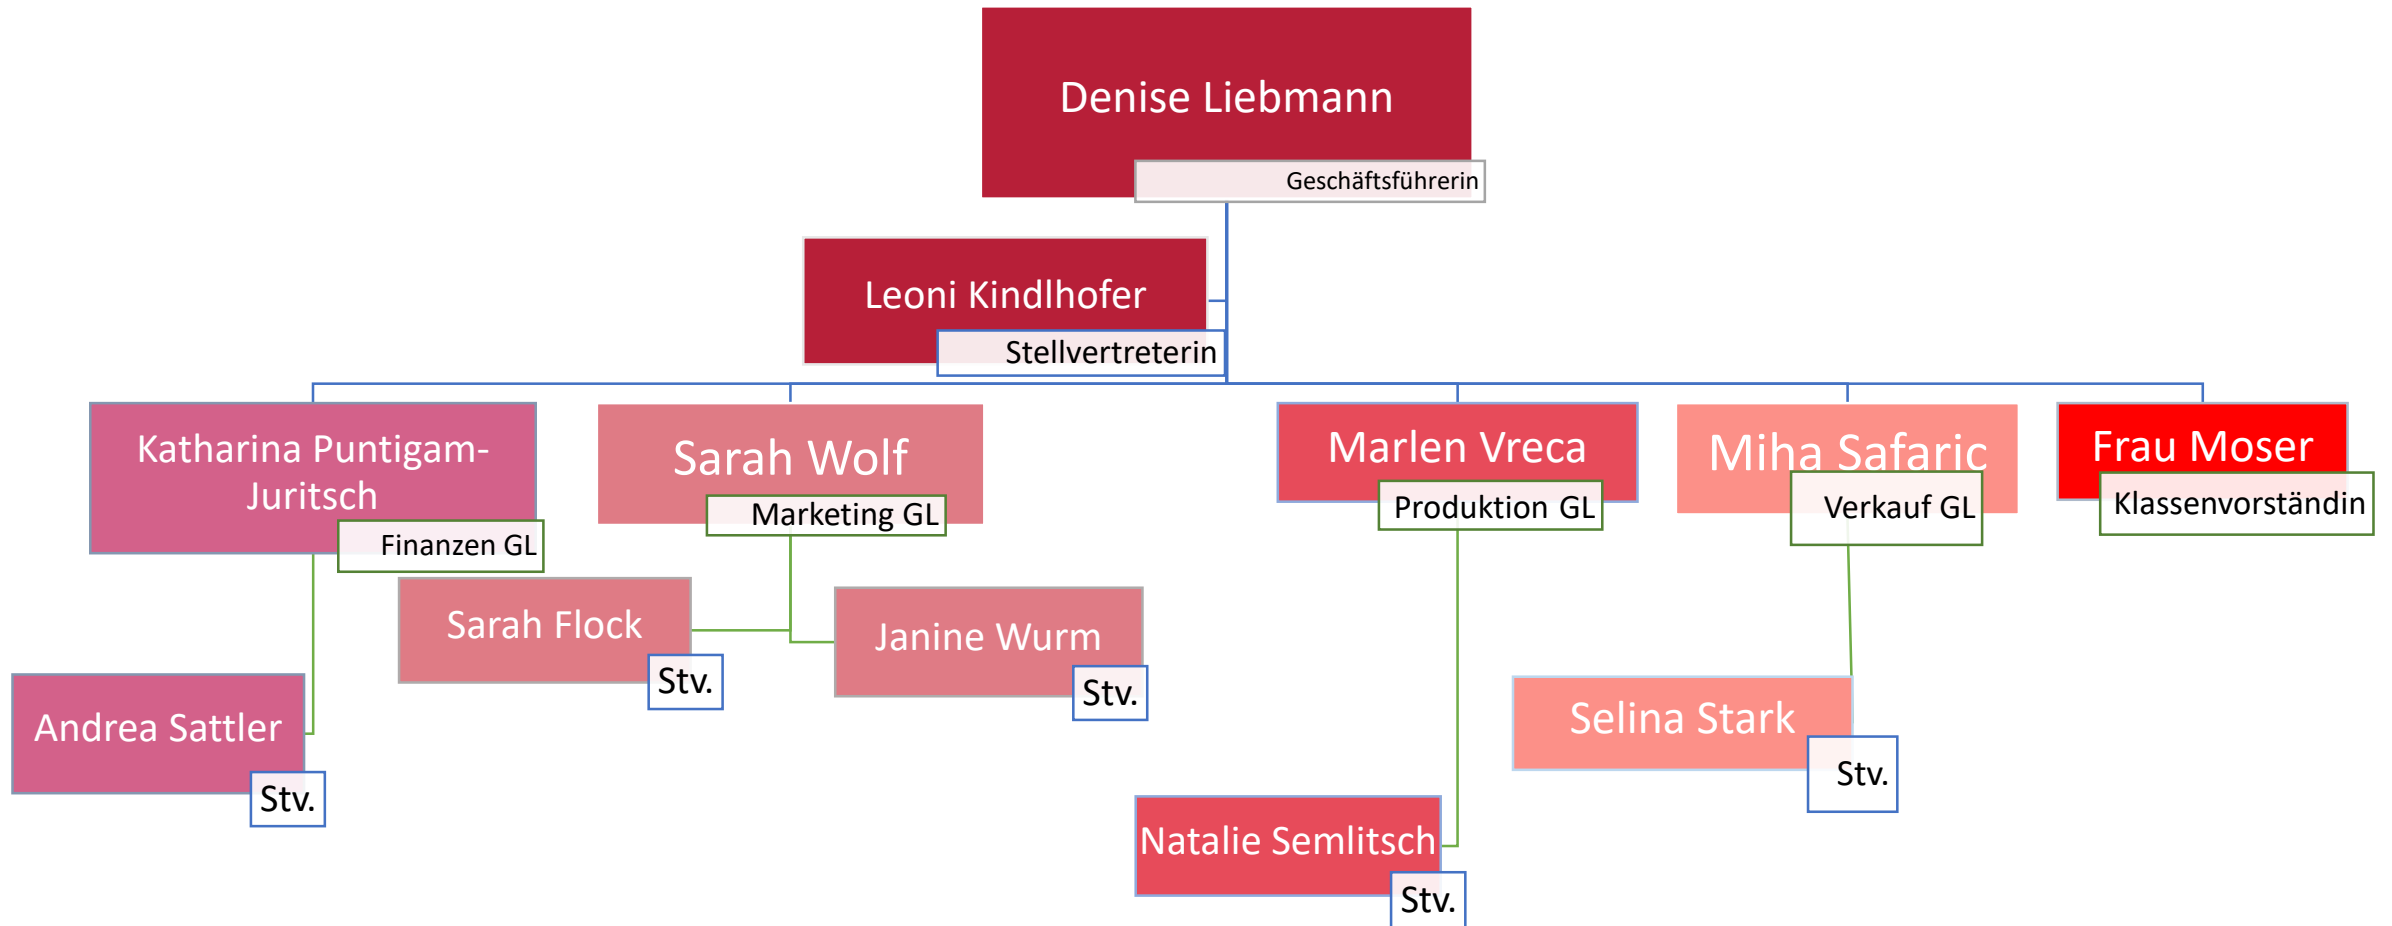 Denise Liebmann
Geschäftsführerin
Leoni Kindlhofer
Stellvertreterin
Katharina Puntigam-
Juritsch
Finanzen GL
Sarah Wolf
Marketing GL
Marlen Vreca
Produktion GL
Miha Safaric
Verkauf GL
Frau Moser
Klassenvorständin
Sarah Flock
Stv.
Janine Wurm
Stv.
Andrea Sattler
Stv.
Selina Stark
Stv.
Natalie Semlitsch
Stv.